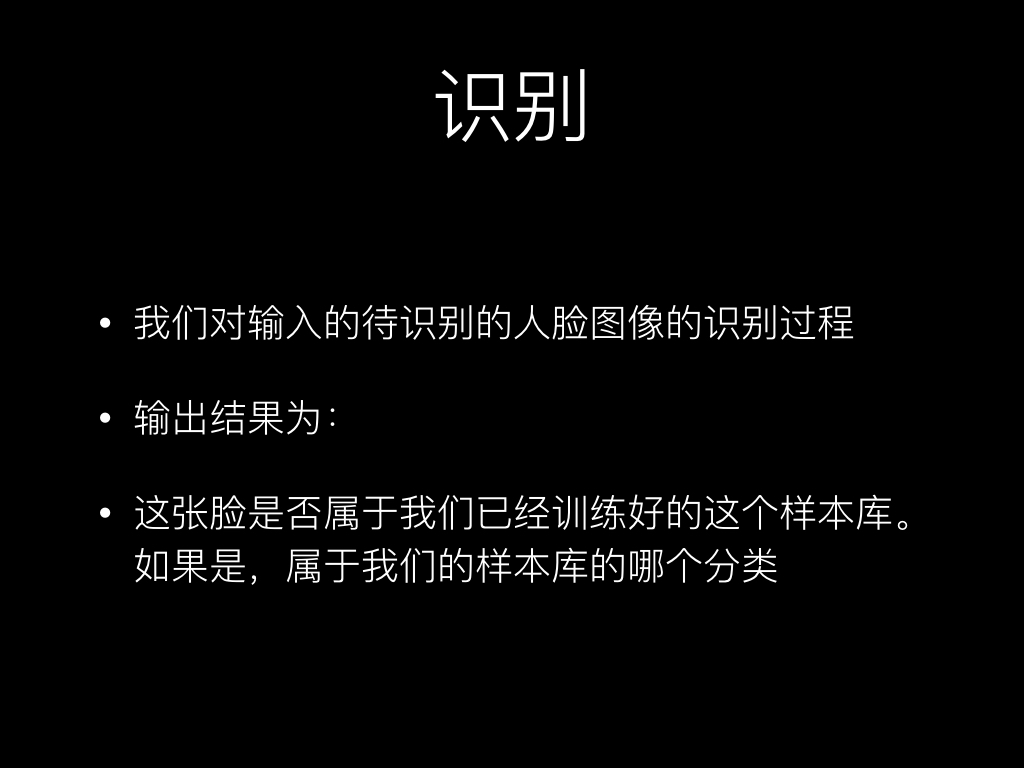 识别
• 我们对输入的待识别的人脸图像的识别过程
• 输出结果为：
• 这张脸是否属于我们已经训练好的这个样本库。
如果是，属于我们的样本库的哪个分类